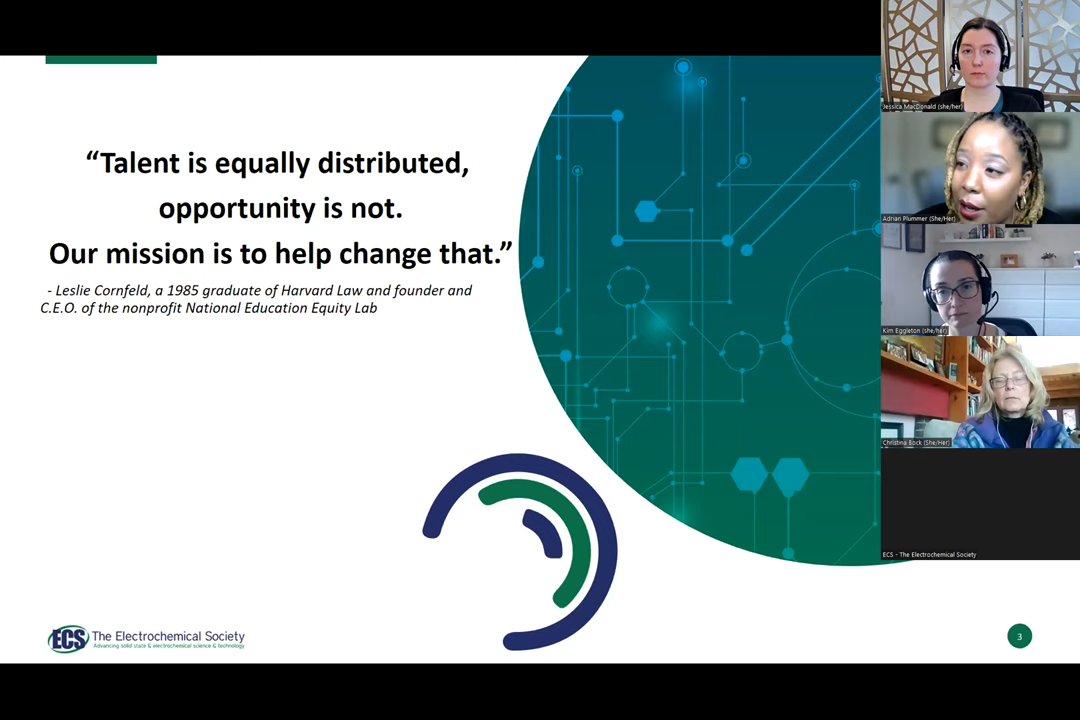 “Talent is equally distributed,
opportunity is not.
Our mission is to help change that.”
- Leslie Cornfeld, a 1985 graduate of Harvard Law and founder and
C.E.O. of the nonprofit National Education Equity Lab
ECS The Electrochemical Society
Advancing solid state & electrochemical science & technology
3
Jessica MacDonald (she/her)
Adrian Plummer (She/Her)
Kim Eggleton (she/her)
Christina Bock (She/Her)
ECS - The Electrochemical Society